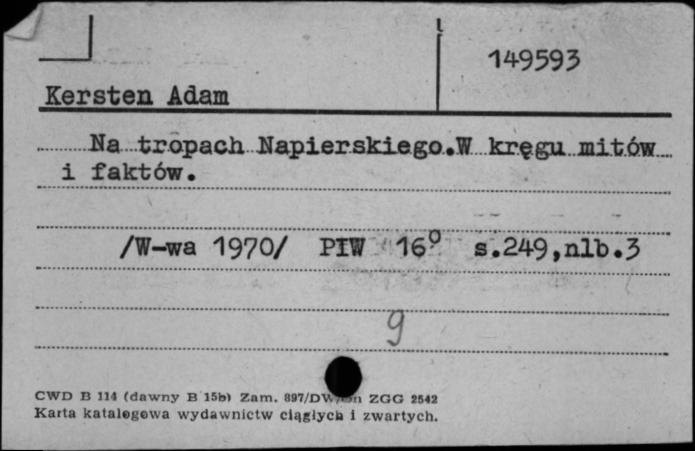 149593
Kersten Adam
Na tropach Napierskiego.W kręgu mitów
i faktów.
/W-wa 1970/ PIW 16° s.249,nlb.3
9
CWD B 114 (dawny B 15b) Zam. 897/DW ZGG 2542
Karta katalogowa wydawnictw ciągłych i zwartych.